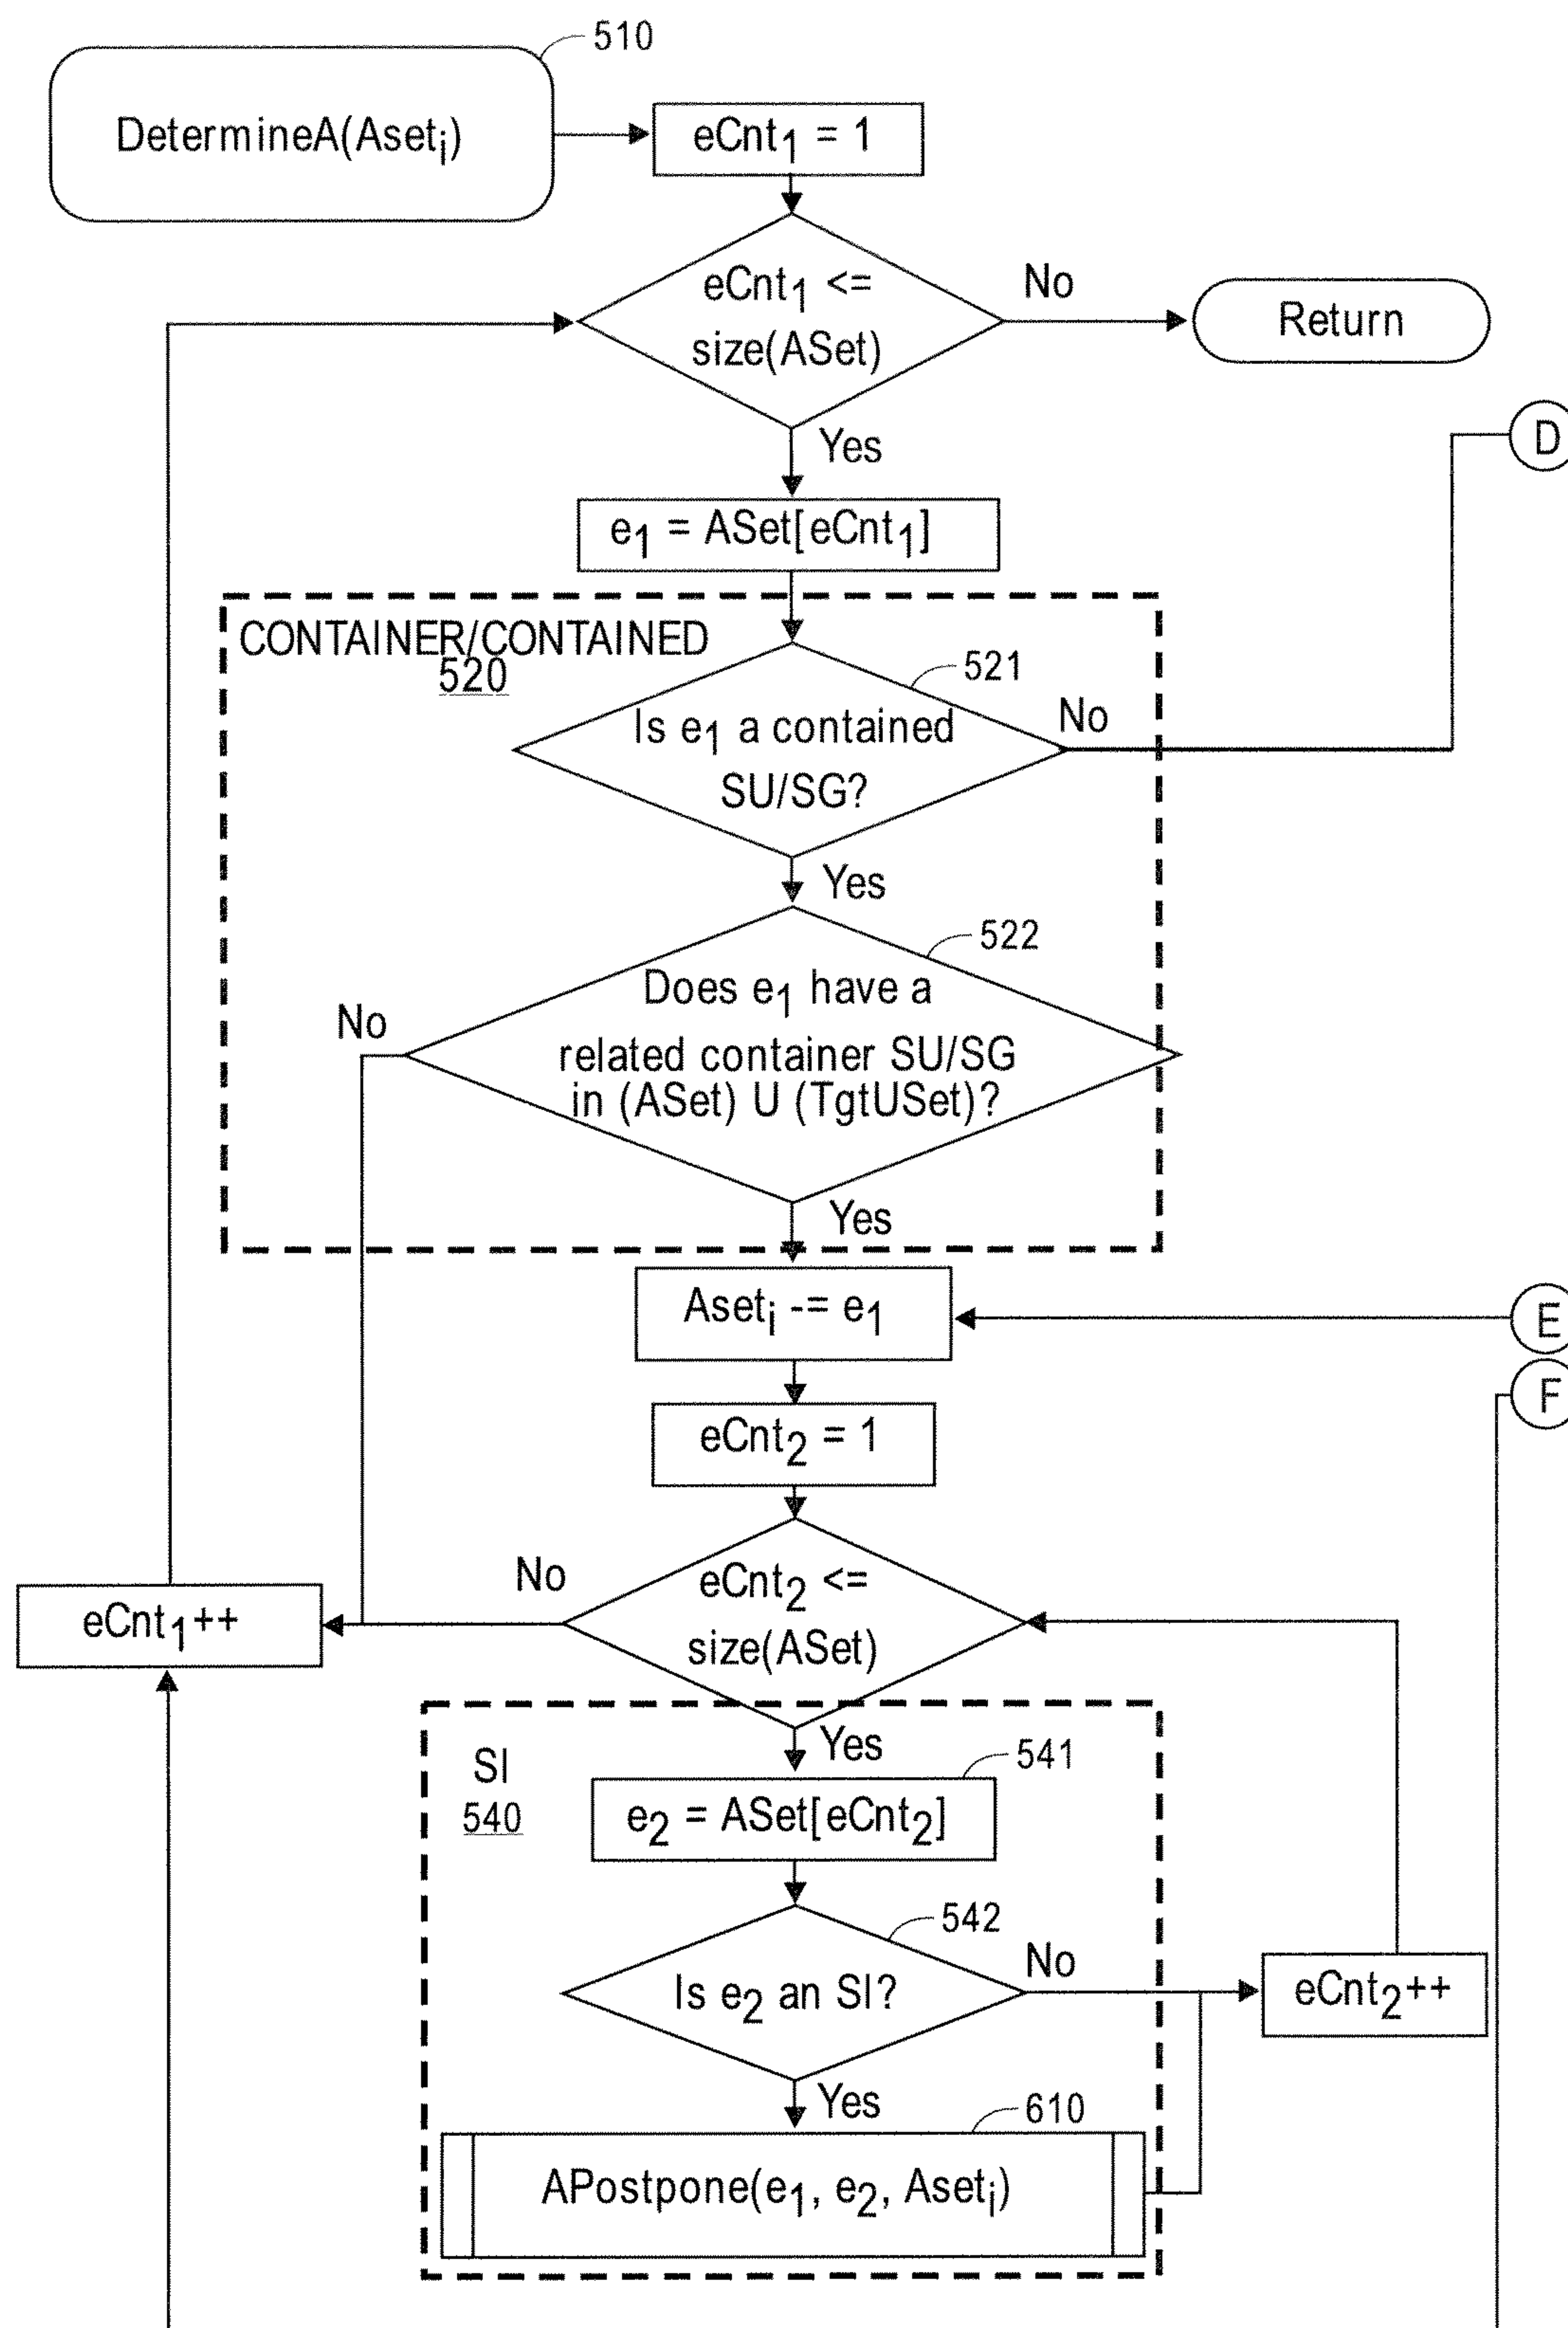 510
DetermineA(Aseti)
eCnt1 = 1
eCnt1 <=
size(ASet)
No
Return
Yes
D
e1 = ASet[eCnt1]
CONTAINER/CONTAINED
520
521
Is e1 a contained
SU/SG?
No
Yes
522
Does e1 have a
related container SU/SG
in (ASet) U (TgtUSet)?
No
Yes
Aseti -= e1
E
F
eCnt2 = 1
eCnt2 <=
size(ASet)
No
eCnt1++
Yes
SI
540
541
e2 = ASet[eCnt2]
542
Is e2 an SI?
No
eCnt2++
Yes
610
APostpone(e1, e2, Aseti)